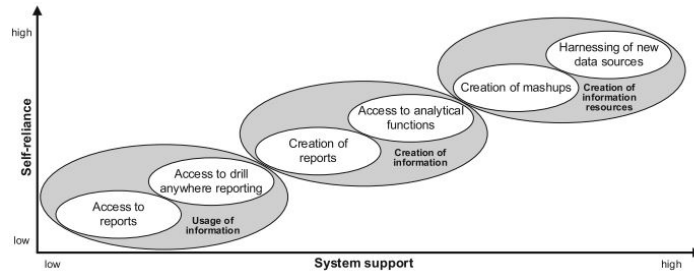 high
Self-reliance
low
Harnessing of new
data sources
Creation of mashups
Creation of
information
resources
Access to analytical
functions
Creation of
reports
Creation of
information
Access to drill
anywhere reporting
Access to
reports
Usage of
information
low
System support
high